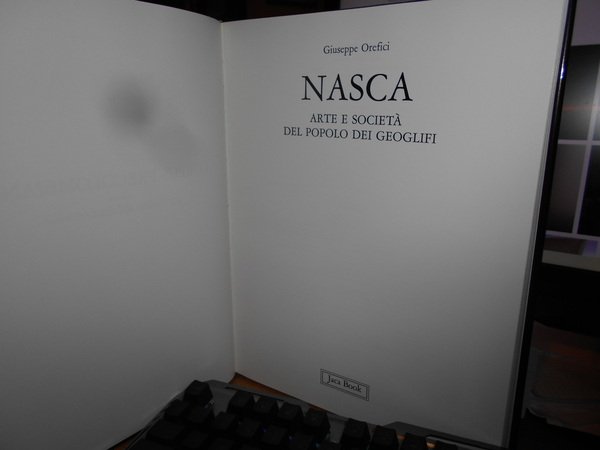 Giuseppe Orefici
NASCA
ARTE E SOCIETÀ
DEL POPOLO DEI GEOGLIFI
Jaca Book